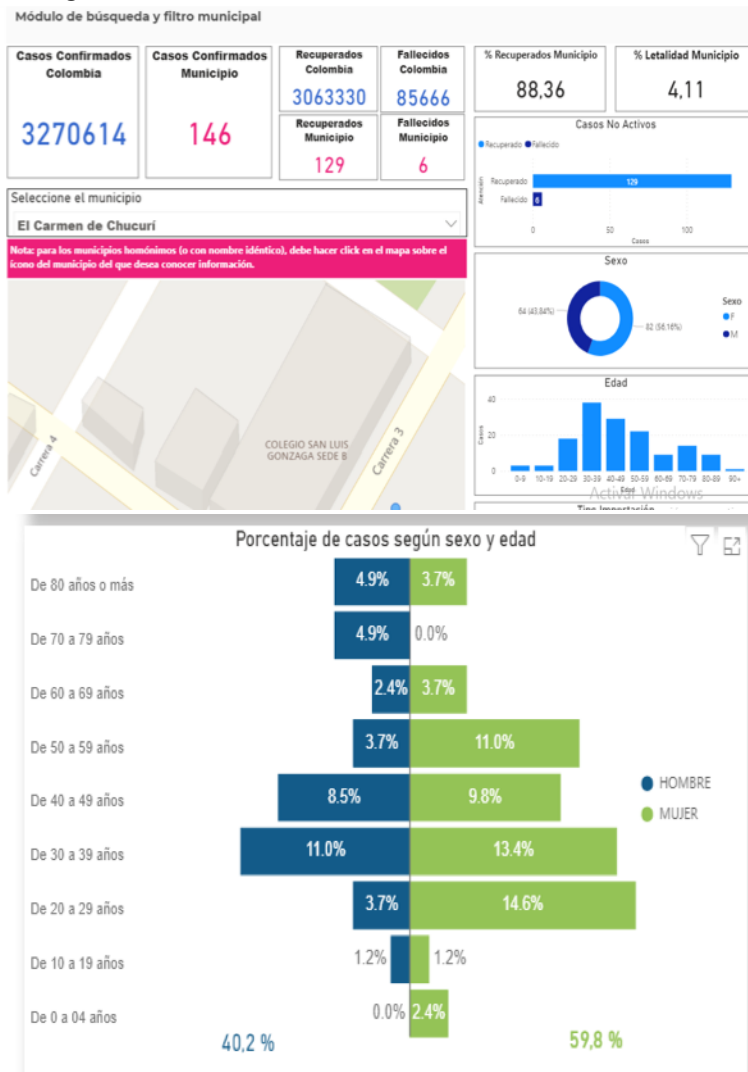 Módulo de búsqueda y filtro municipal
Casos Confirmados
Colombia
3270614
Casos Confirmados
Municipio
146
Recuperados
Colombia
3063330
Fallecidos
Colombia
85666
Recuperados
Municipio
129
Fallecidos
Municipio
6
% Recuperados Municipio
88,36
% Letalidad Municipio
4,11
Seleccione el municipio
El Carmen de Chucurí
Nota: para los municipios homónimos (o con nombre idéntico), debe hacer click en el mapa sobre el
ícono del municipio del que desea conocer información.
Carrera 4
COLEGIO SAN LUIS
GONZAGA SEDE B
Carrera 3
Casos No Activos
Recuperado Fallecido
Atención
Recuperado 129
Fallecido 6
0 50 100
Casos
Sexo
64 (43,84%)
82 (56,16%)
Sexo
F
M
Edad
Casos
40
20
0
0-9 10-19 20-29 30-39 40-49 50-59 60-69 70-79 80-89 90+
Edad
Activar Windows
Tipo Importación
Porcentaje de casos según sexo y edad
De 80 años o más 4.9% 3.7%
De 70 a 79 años 4.9% 0.0%
De 60 a 69 años 2.4% 3.7%
De 50 a 59 años 3.7% 11.0%
De 40 a 49 años 8.5% 9.8%
De 30 a 39 años 11.0% 13.4%
De 20 a 29 años 3.7% 14.6%
De 10 a 19 años 1.2% 1.2%
De 0 a 04 años 0.0% 2.4%
HOMBRE
MUJER
40,2 % 59,8 %